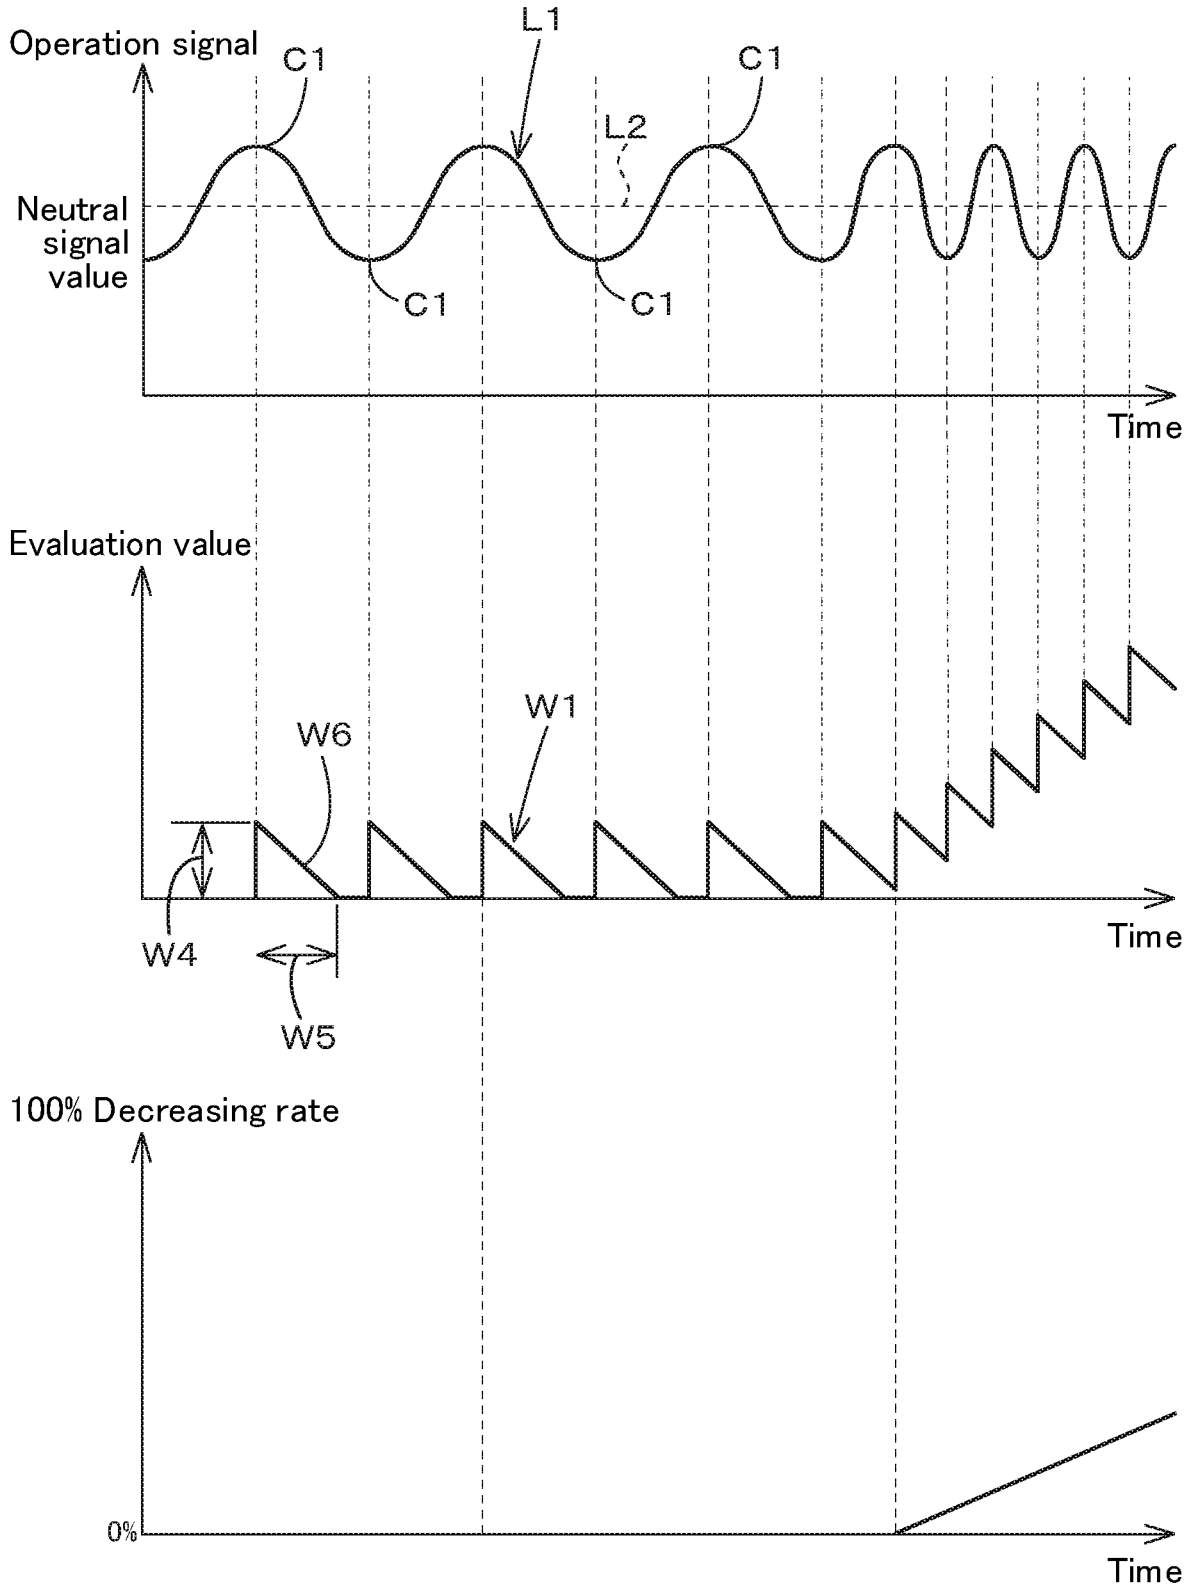 L1
Operation signal
C1
C1
L2
Neutral
signal
value
C1
C1
Time
Evaluation value
W1
W6
W4
Time
W5
100% Decreasing rate
0%
Time